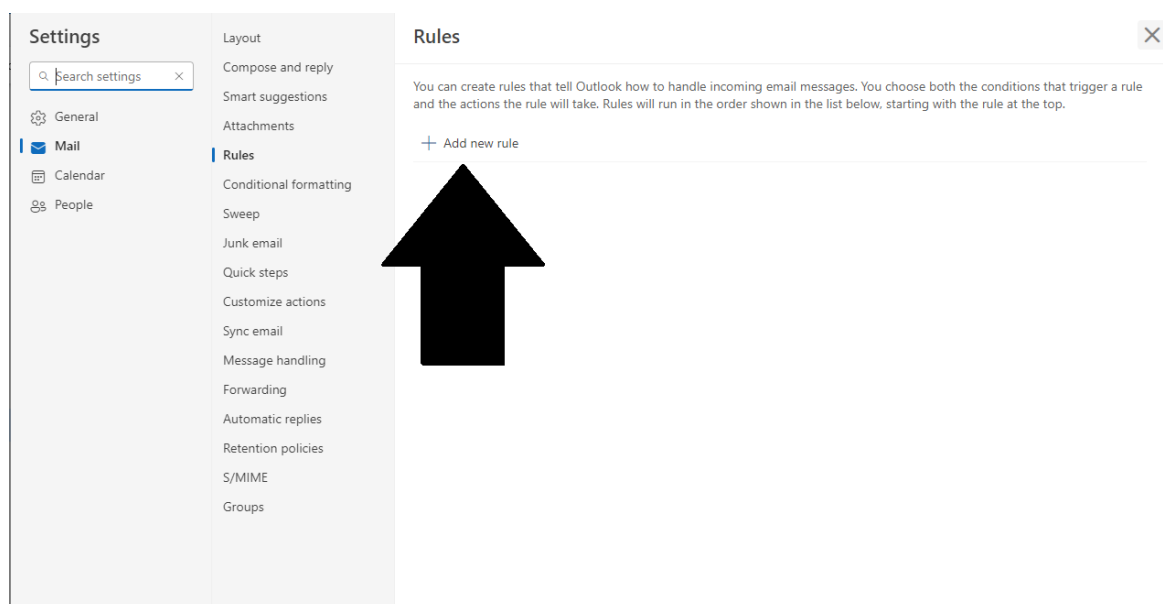 Settings
Search settings
General
Mail
Calendar
People
Layout
Compose and reply
Smart suggestions
Attachments
Rules
Conditional formatting
Sweep
Junk email
Quick steps
Customize actions
Sync email
Message handling
Forwarding
Automatic replies
Retention policies
S/MIME
Groups
Rules
You can create rules that tell Outlook how to handle incoming email messages. You choose both the conditions that trigger a rule
and the actions the rule will take. Rules will run in the order shown in the list below, starting with the rule at the top.
Add new rule